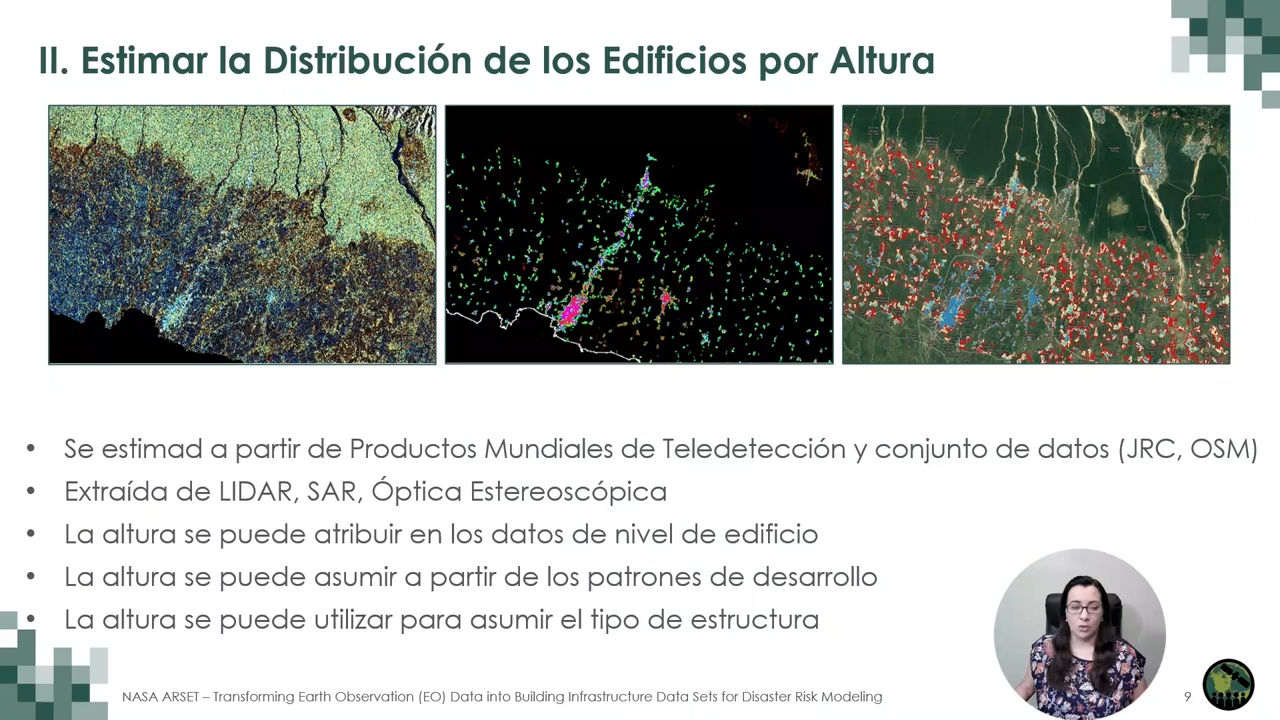 II. Estimar la Distribución de los Edificios por Altura
• Se estimad a partir de Productos Mundiales de Teledetección y conjunto de datos (JRC, OSM)
• Extraída de LIDAR, SAR, Óptica Estereoscópica
• La altura se puede atribuir en los datos de nivel de edificio
• La altura se puede asumir a partir de los patrones de desarrollo
• La altura se puede utilizar para asumir el tipo de estructura
NASA ARSET – Transforming Earth Observation (EO) Data into Building Infrastructure Data Sets for Disaster Risk Modeling
9